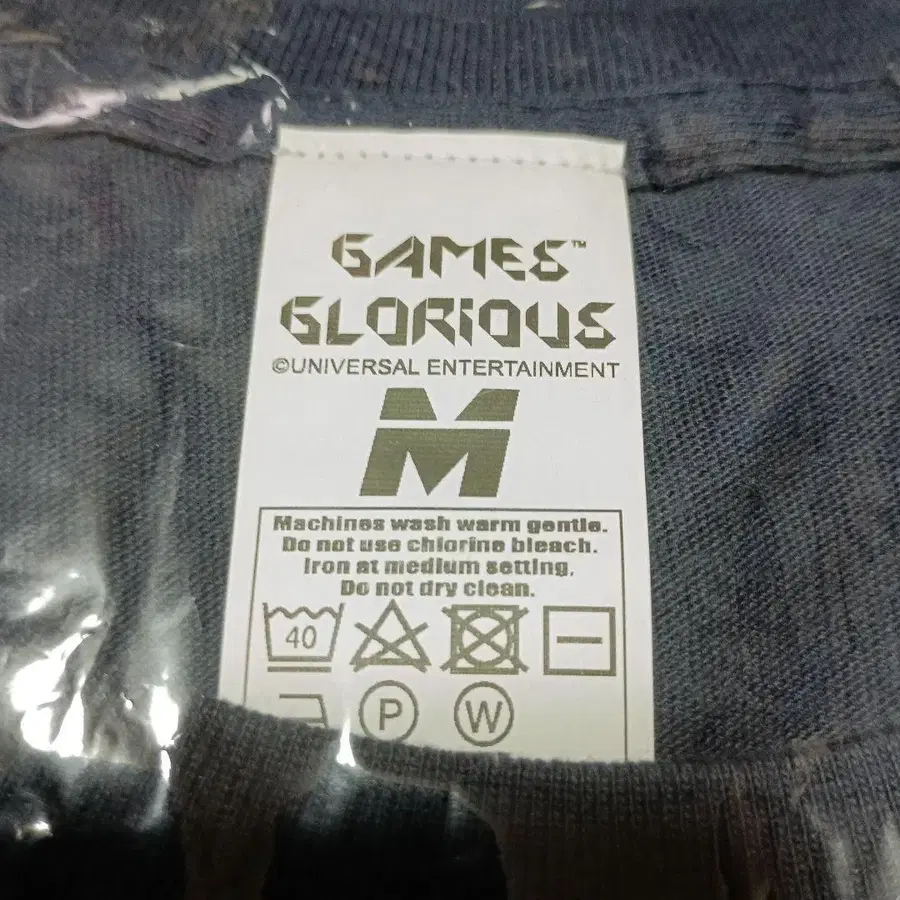 GAMES™
GLORiOUS
©UNIVERSAL ENTERTAINMENT
M
Machines wash warm gentle.
Do not use chlorine bleach.
Iron at medium setting.
Do not dry clean.
40
P W